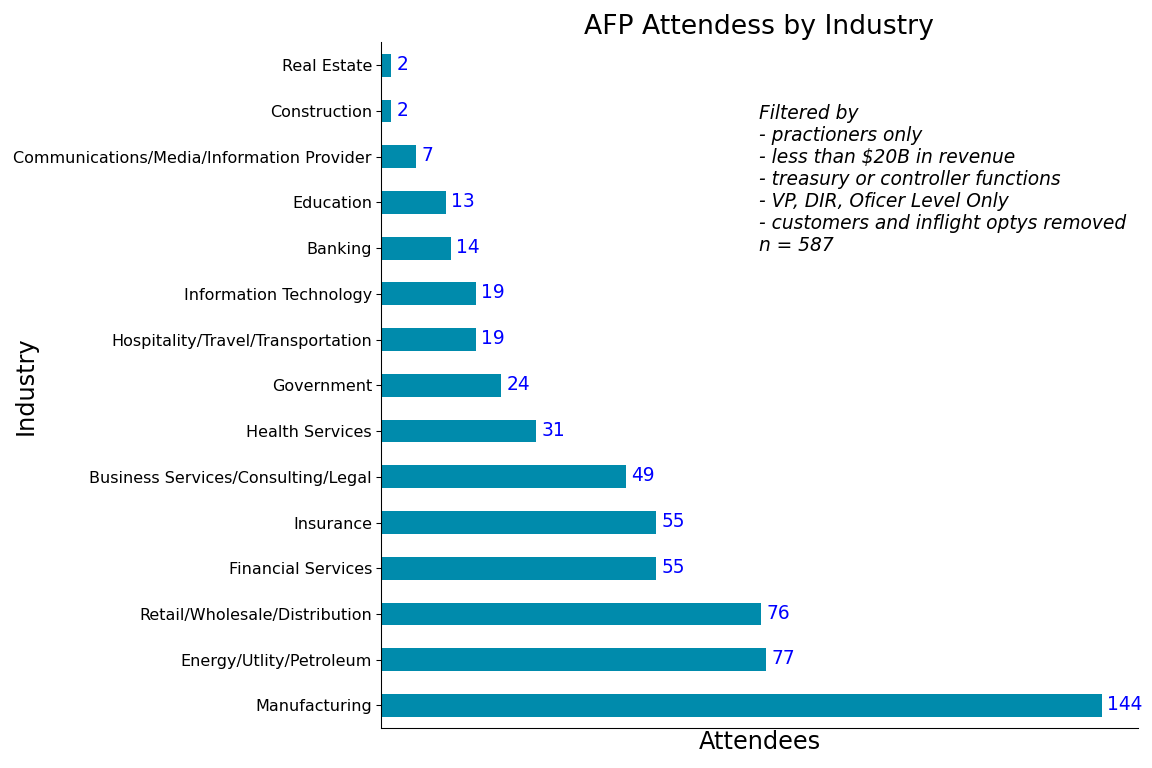 AFP Attendess by Industry
Real Estate 2
Construction 2
Communications/Media/Information Provider 7
Education 13
Banking 14
Information Technology 19
Hospitality/Travel/Transportation 19
Government 24
Health Services 31
Business Services/Consulting/Legal 49
Insurance 55
Financial Services 55
Retail/Wholesale/Distribution 76
Energy/Utlity/Petroleum 77
Manufacturing 144
Filtered by
- practioners only
- less than $20B in revenue
- treasury or controller functions
- VP, DIR, Oficer Level Only
- customers and inflight optys removed
n = 587
Industry
Attendees